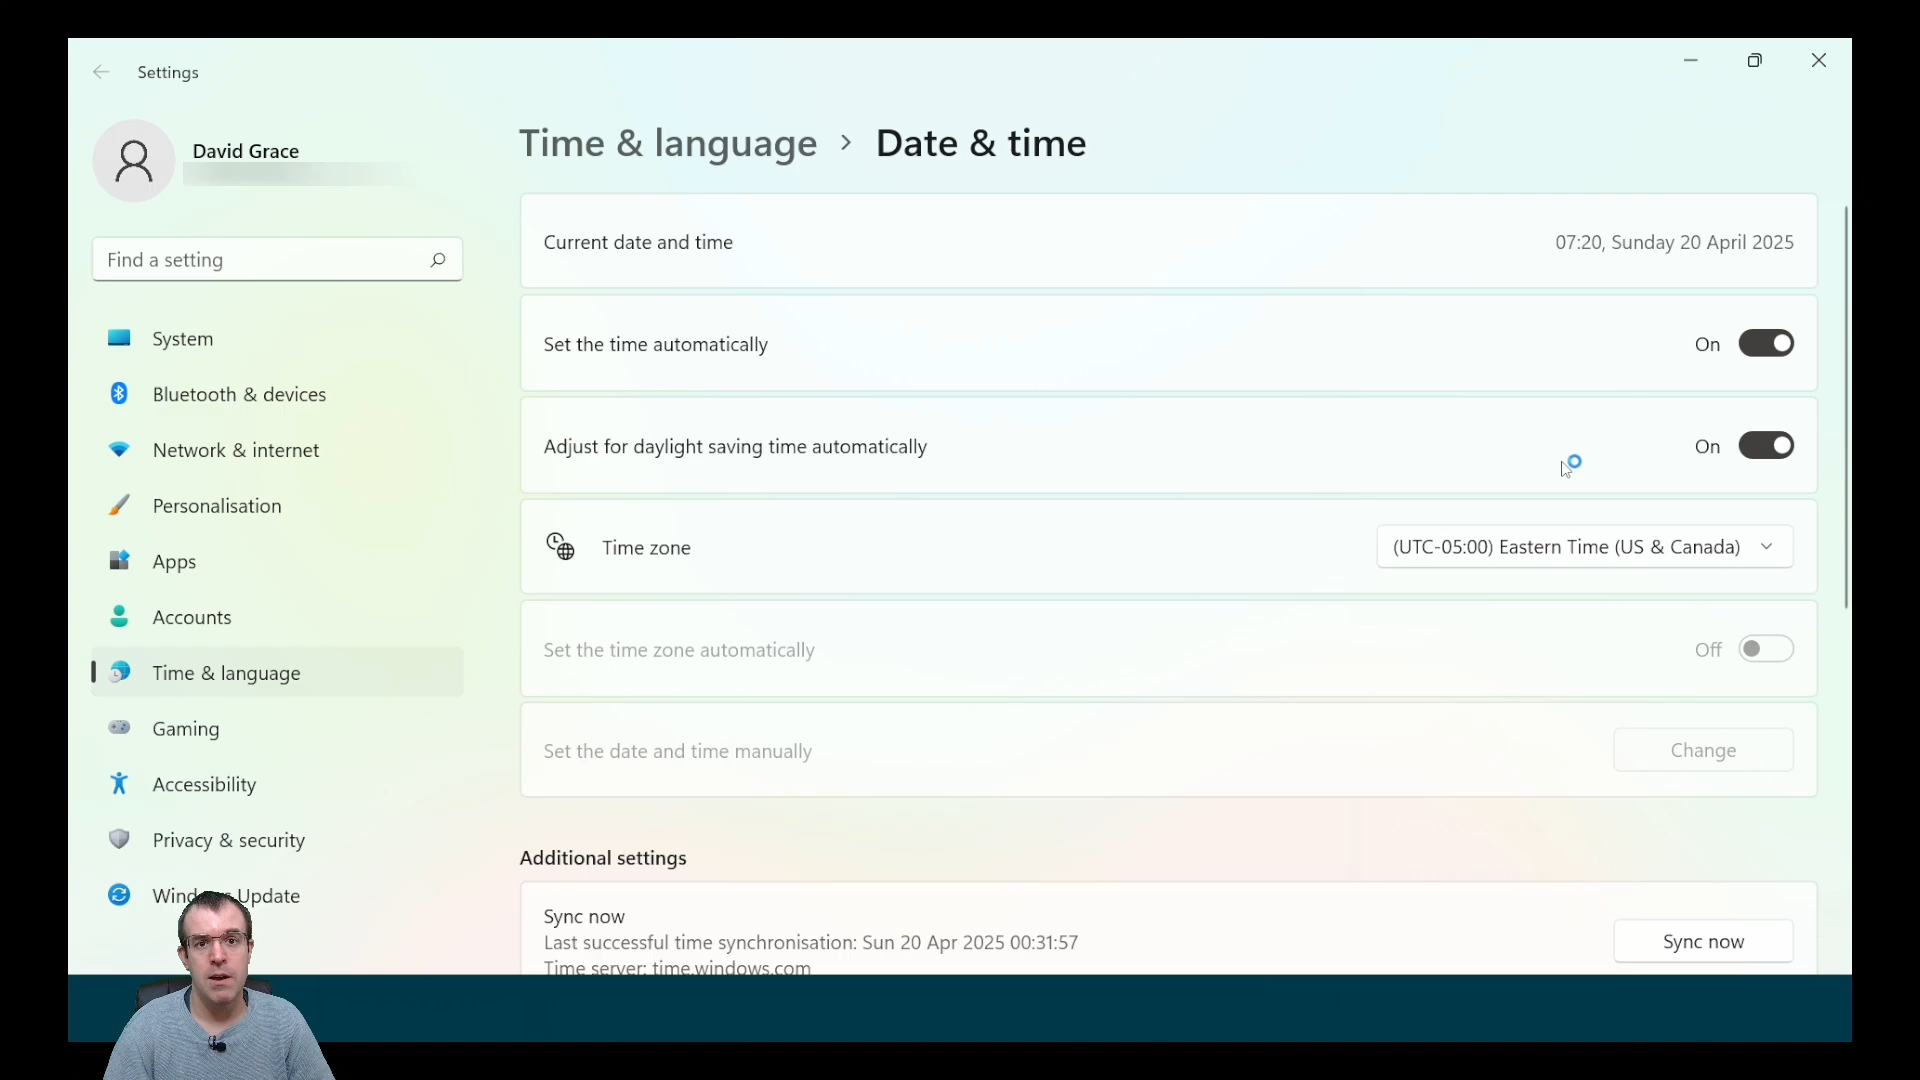 Settings
David Grace
Find a setting
System
Bluetooth & devices
Network & internet
Personalisation
Apps
Accounts
Time & language
Gaming
Accessibility
Privacy & security
Windows Update
Time & language > Date & time
Current date and time
07:20, Sunday 20 April 2025
Set the time automatically
On
Adjust for daylight saving time automatically
On
Time zone
(UTC-05:00) Eastern Time (US & Canada)
Set the time zone automatically
Off
Set the date and time manually
Change
Additional settings
Sync now
Last successful time synchronisation: Sun 20 Apr 2025 00:31:57
Time server: time.windows.com
Sync now